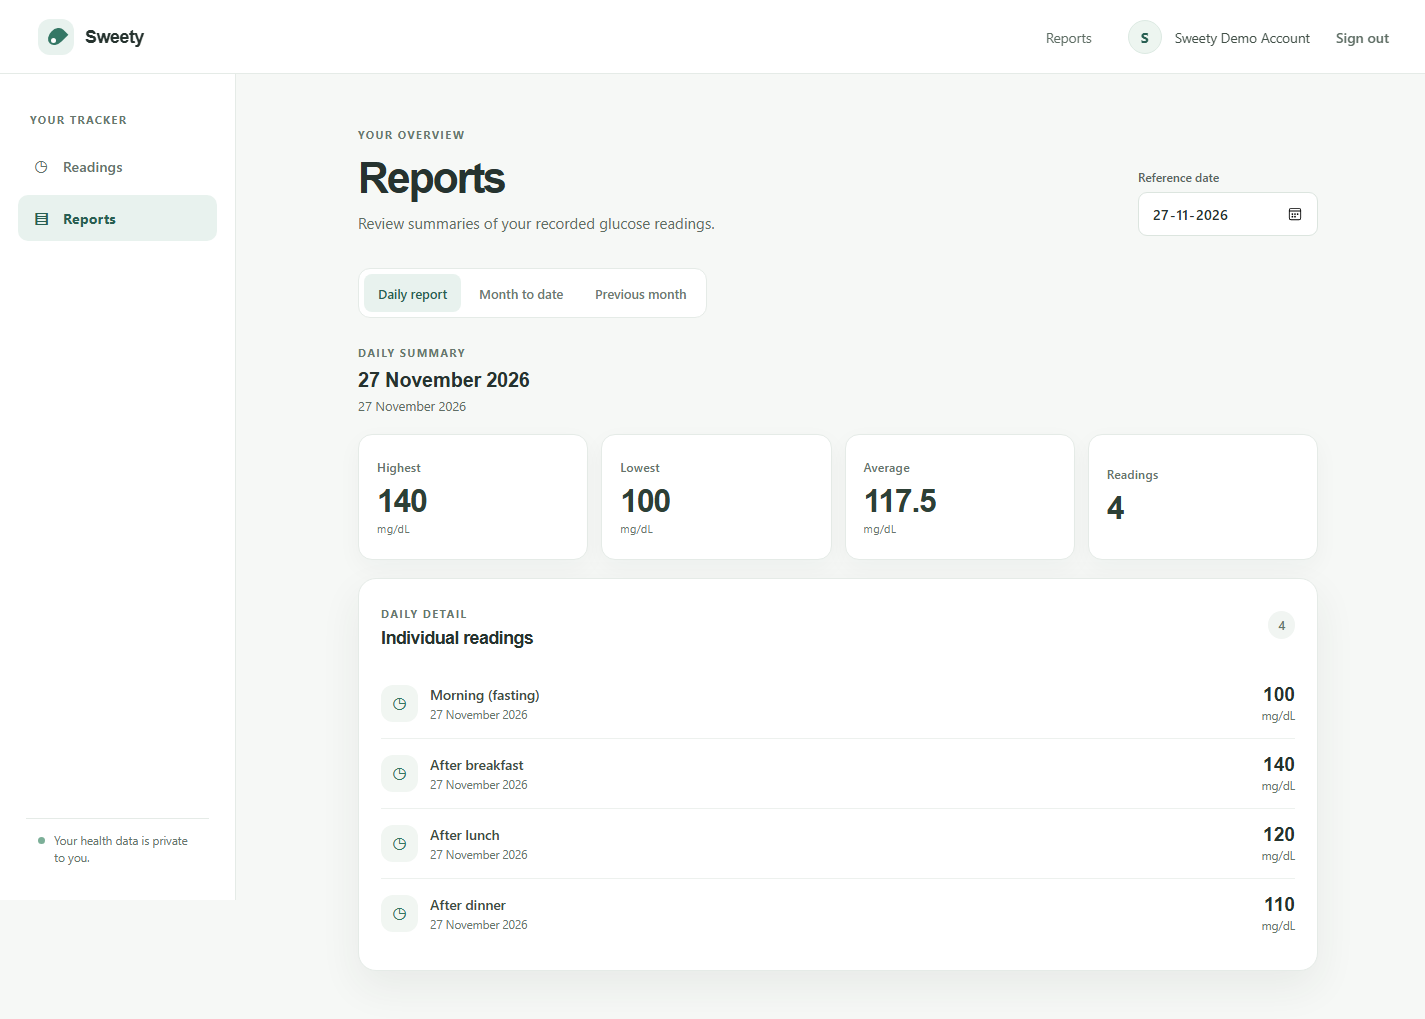 Sweety
Reports
S
Sweety Demo Account
Sign out
YOUR TRACKER
Readings
Reports
Your health data is private
to you.
YOUR OVERVIEW
Reports
Review summaries of your recorded glucose readings.
Reference date
27-11-2026
Daily report
Month to date
Previous month
DAILY SUMMARY
27 November 2026
27 November 2026
Highest
140
mg/dL
Lowest
100
mg/dL
Average
117.5
mg/dL
Readings
4
DAILY DETAIL
Individual readings
4
Morning (fasting)
27 November 2026
100
mg/dL
After breakfast
27 November 2026
140
mg/dL
After lunch
27 November 2026
120
mg/dL
After dinner
27 November 2026
110
mg/dL